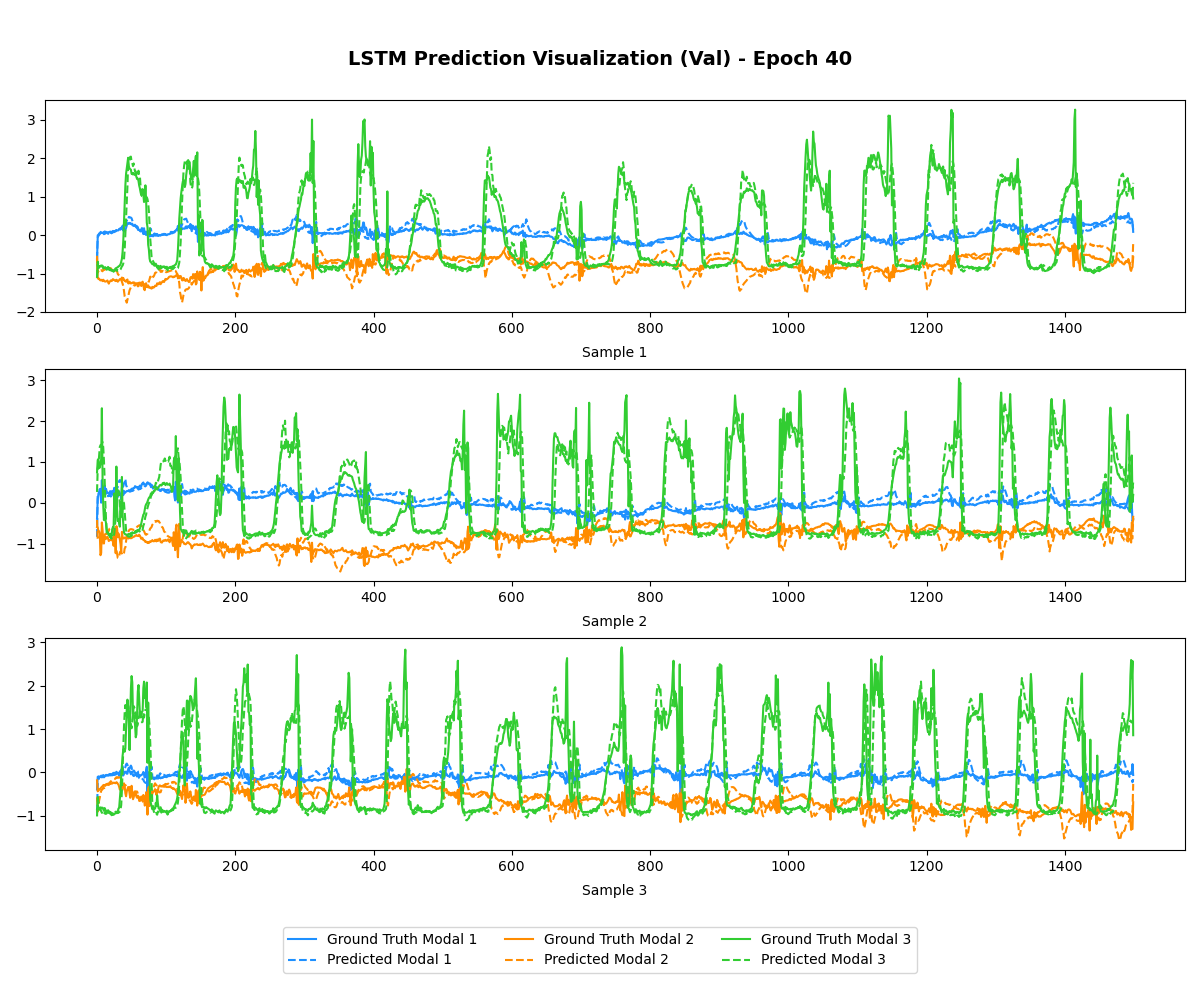 LSTM Prediction Visualization (Val) - Epoch 40
3
2
1
0
−1
−2
0 200 400 600 800 1000 1200 1400
Sample 1
3
2
1
0
−1
0 200 400 600 800 1000 1200 1400
Sample 2
3
2
1
0
−1
0 200 400 600 800 1000 1200 1400
Sample 3
Ground Truth Modal 1 Ground Truth Modal 2 Ground Truth Modal 3
Predicted Modal 1 Predicted Modal 2 Predicted Modal 3